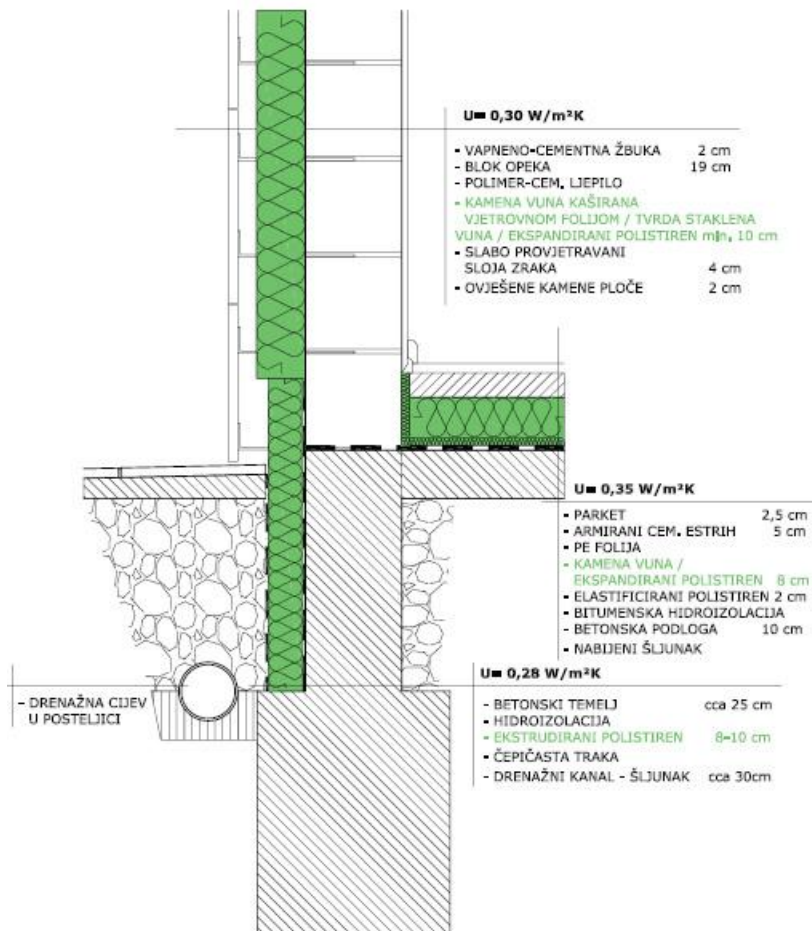 U= 0,30 W/m²K
- VAPNENO-CEMENTNA ŽBUKA 2 cm
- BLOK OPEKA 19 cm
- POLIMER-CEM. LJEPILO
- KAMENA VUNA KAŠIRANA
VJETROVNOM FOLIJOM / TVRDA STAKLENA
VUNA / EKSPANDIRANI POLISTIREN min. 10 cm
- SLABO PROVJETRAVANI
SLOJA ZRAKA 4 cm
- OVJEŠENE KAMENE PLOČE 2 cm
U= 0,35 W/m²K
- PARKET 2,5 cm
- ARMIRANI CEM. ESTRIH 5 cm
- PE FOLIJA
- KAMENA VUNA /
EKSPANDIRANI POLISTIREN 8 cm
- ELASTIFICIRANI POLISTIREN 2 cm
- BITUMENSKA HIDROIZOLACIJA
- BETONSKA PODLOGA 10 cm
- NABIJENI ŠLJUNAK
U= 0,28 W/m²K
- BETONSKI TEMELJ cca 25 cm
- HIDROIZOLACIJA
- EKSTRUDIRANI POLISTIREN 8-10 cm
- ČEPIČASTA TRAKA
- DRENAŽNI KANAL - ŠLJUNAK cca 30cm
- DRENAŽNA CIJEV
U POSTELJICI